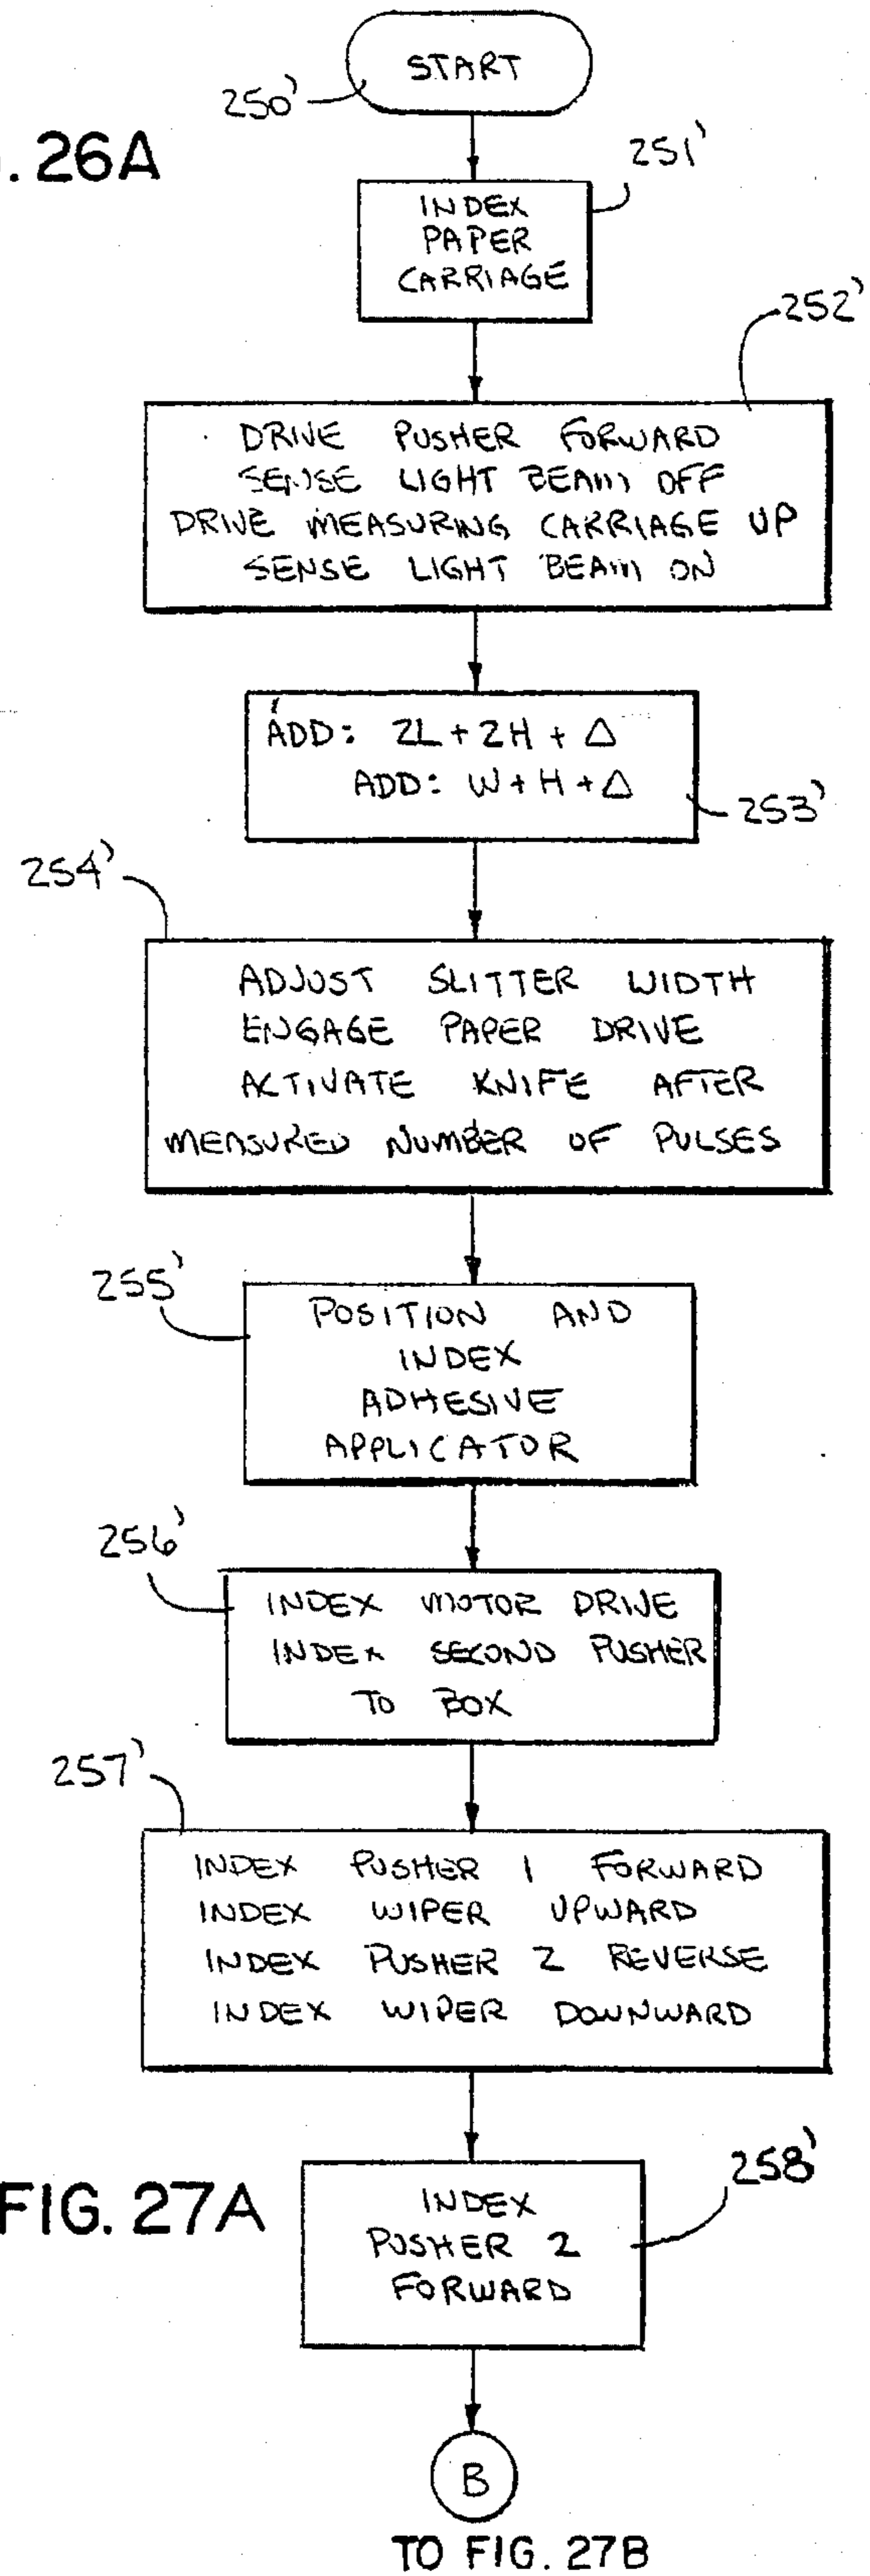 START
250'
. 26A
251'
INDEX
PAPER
CARRIAGE
252'
DRIVE PUSHER FORWARD
SENSE LIGHT BEAM OFF
DRIVE MEASURING CARRIAGE UP
SENSE LIGHT BEAM ON
ADD: 2L + 2H + Δ
ADD: W + H + Δ
253'
254'
ADJUST SLITTER WIDTH
ENGAGE PAPER DRIVE
ACTIVATE KNIFE AFTER
MEASURED NUMBER OF PULSES
255'
POSITION AND
INDEX
ADHESIVE
APPLICATOR
256'
INDEX MOTOR DRIVE
INDEX SECOND PUSHER
TO BOX
257'
INDEX PUSHER 1 FORWARD
INDEX WIPER UPWARD
INDEX PUSHER 2 REVERSE
INDEX WIPER DOWNWARD
258'
FIG. 27A
INDEX
PUSHER 2
FORWARD
B
TO FIG. 27B